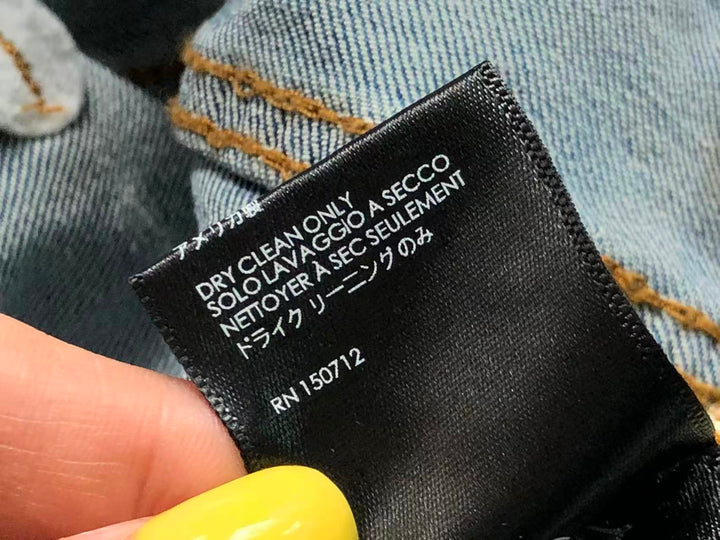 アメリカ製
DRY CLEAN ONLY
SOLO LAVAGGIO A SECCO
NETTOYER À SEC SEULEMENT
ドライク リーニングのみ
RN 150712